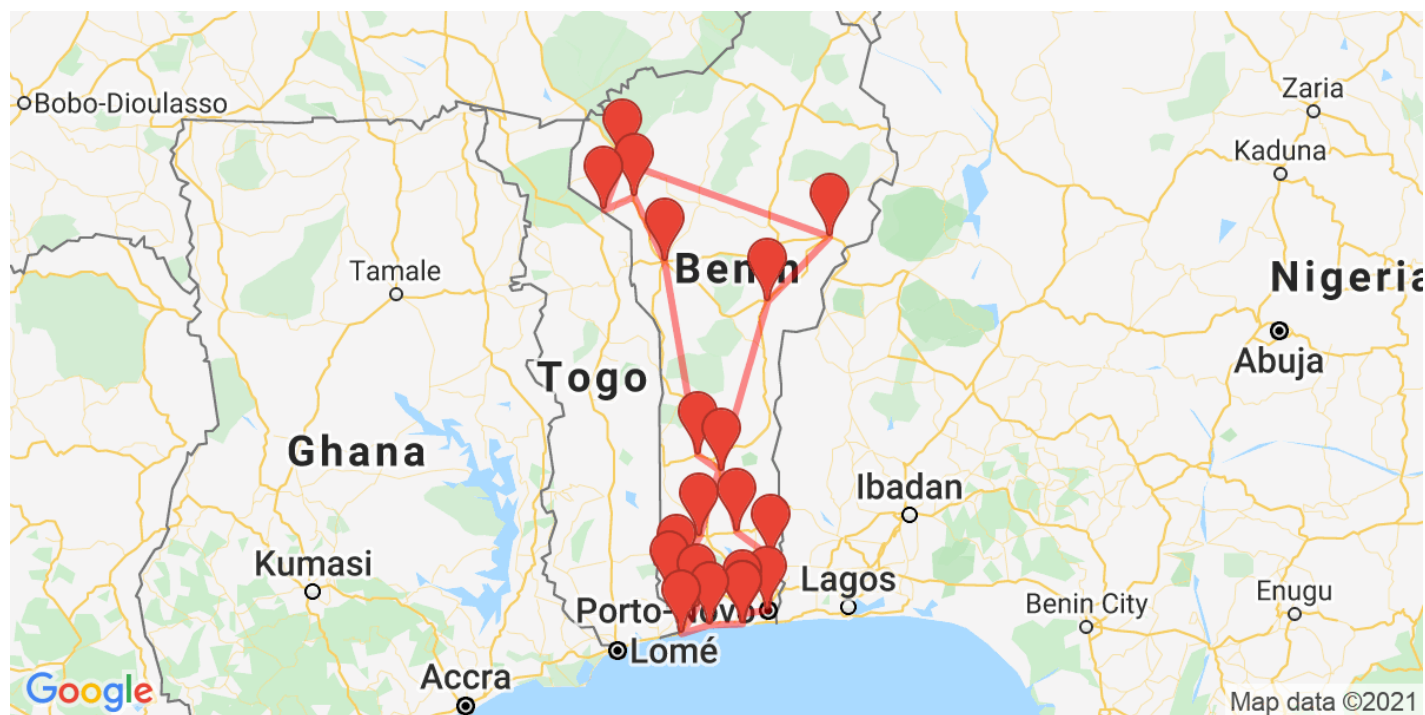 Bobo-Dioulasso
Zaria
Kaduna
Tamale
Benin
Nigeria
Abuja
Togo
Ghana
Ibadan
Kumasi
Lagos
Porto-Novo
Benin City
Enugu
Lomé
Accra
Google
Map data ©2021